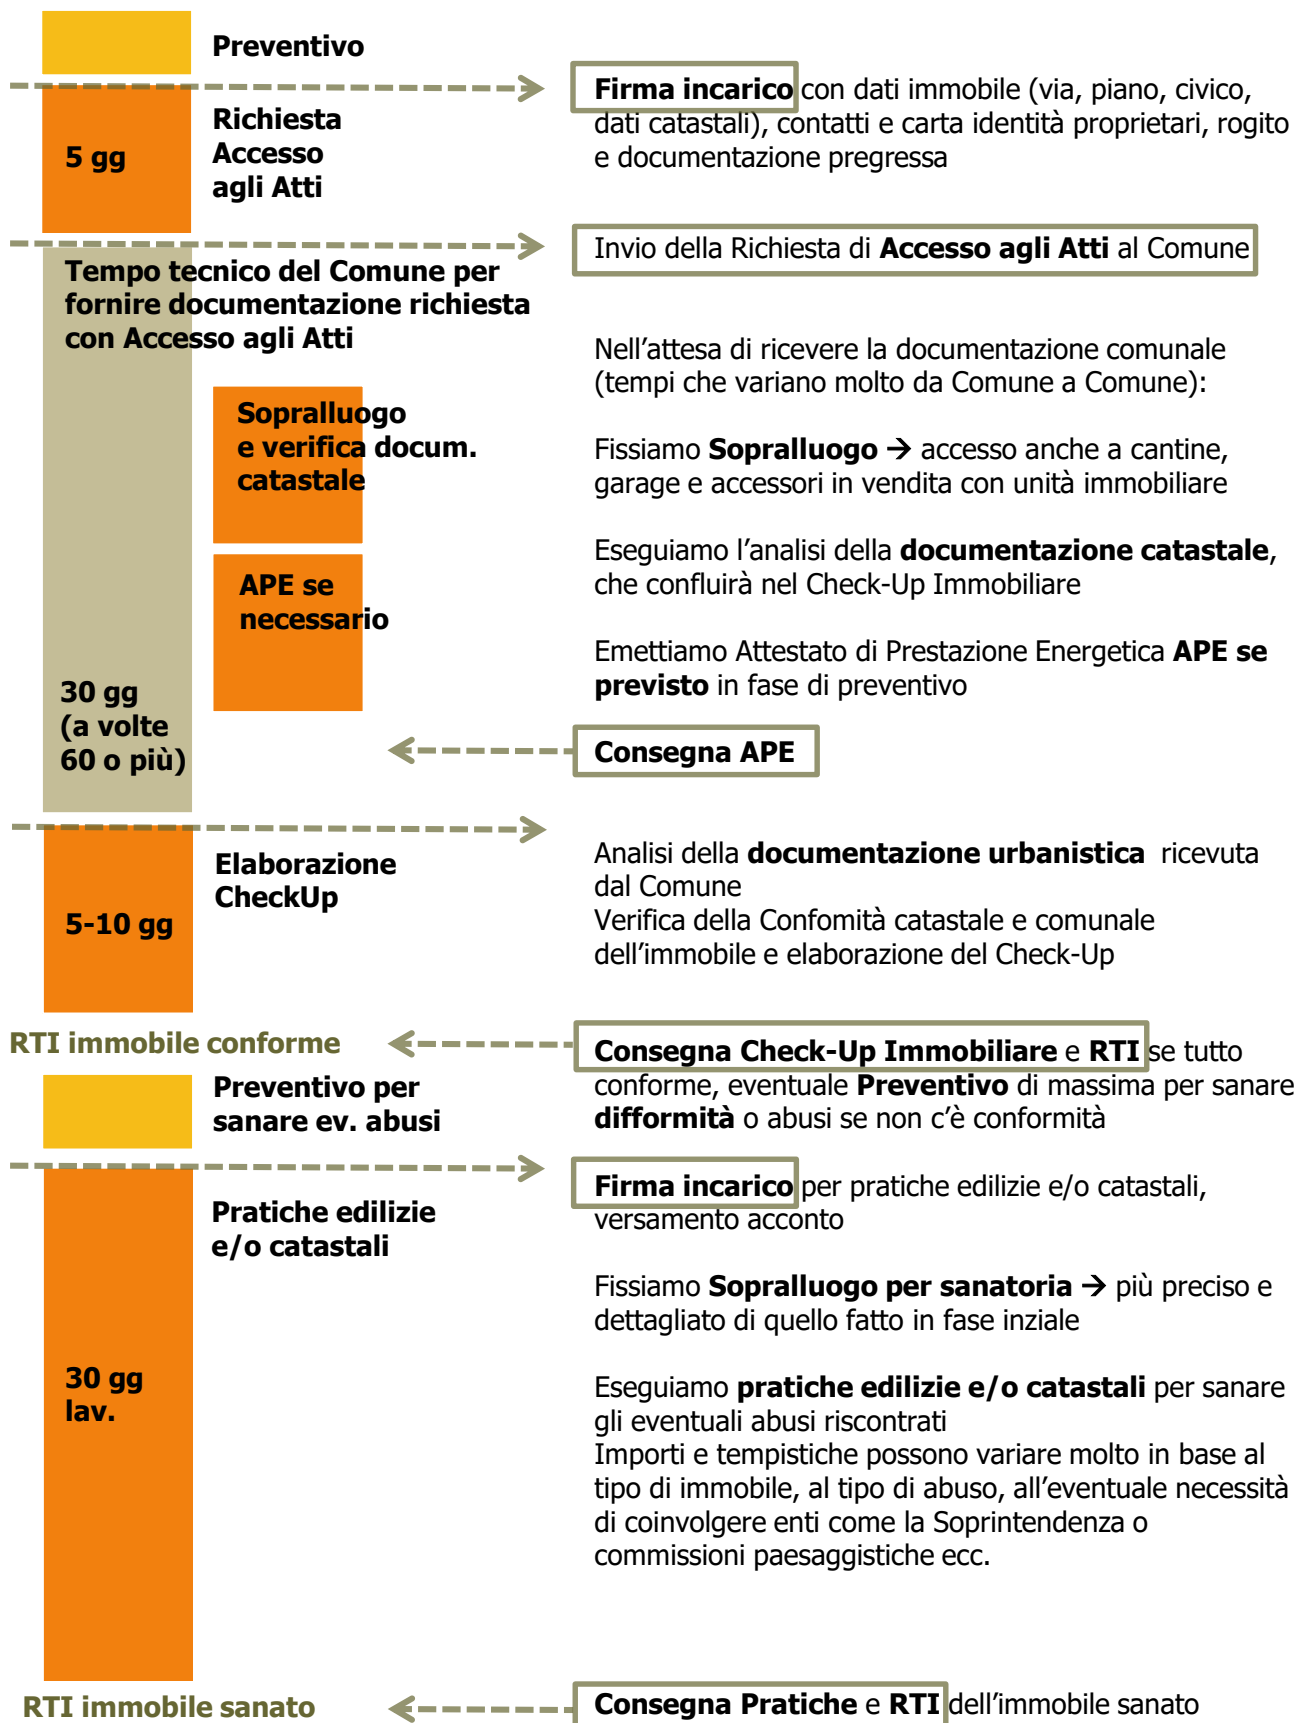 Preventivo
Firma incarico con dati immobile (via, piano, civico,
dati catastali), contatti e carta identità proprietari, rogito
e documentazione pregressa
5 gg
Richiesta
Accesso
agli Atti
Invio della Richiesta di Accesso agli Atti al Comune
Tempo tecnico del Comune per
fornire documentazione richiesta
con Accesso agli Atti
Nell’attesa di ricevere la documentazione comunale
(tempi che variano molto da Comune a Comune):
Sopralluogo
e verifica docum.
catastale
Fissiamo Sopralluogo → accesso anche a cantine,
garage e accessori in vendita con unità immobiliare
Eseguiamo l’analisi della documentazione catastale,
che confluirà nel Check-Up Immobiliare
APE se
necessario
Emettiamo Attestato di Prestazione Energetica APE se
previsto in fase di preventivo
30 gg
(a volte
60 o più)
Consegna APE
Elaborazione
CheckUp
5-10 gg
Analisi della documentazione urbanistica ricevuta
dal Comune
Verifica della Confomità catastale e comunale
dell’immobile e elaborazione del Check-Up
RTI immobile conforme
Consegna Check-Up Immobiliare e RTI se tutto
conforme, eventuale Preventivo di massima per sanare
difformità o abusi se non c’è conformità
Preventivo per
sanare ev. abusi
Firma incarico per pratiche edilizie e/o catastali,
versamento acconto
Pratiche edilizie
e/o catastali
Fissiamo Sopralluogo per sanatoria → più preciso e
dettagliato di quello fatto in fase inziale
30 gg
lav.
Eseguiamo pratiche edilizie e/o catastali per sanare
gli eventuali abusi riscontrati
Importi e tempistiche possono variare molto in base al
tipo di immobile, al tipo di abuso, all’eventuale necessità
di coinvolgere enti come la Soprintendenza o
commissioni paesaggistiche ecc.
RTI immobile sanato
Consegna Pratiche e RTI dell’immobile sanato